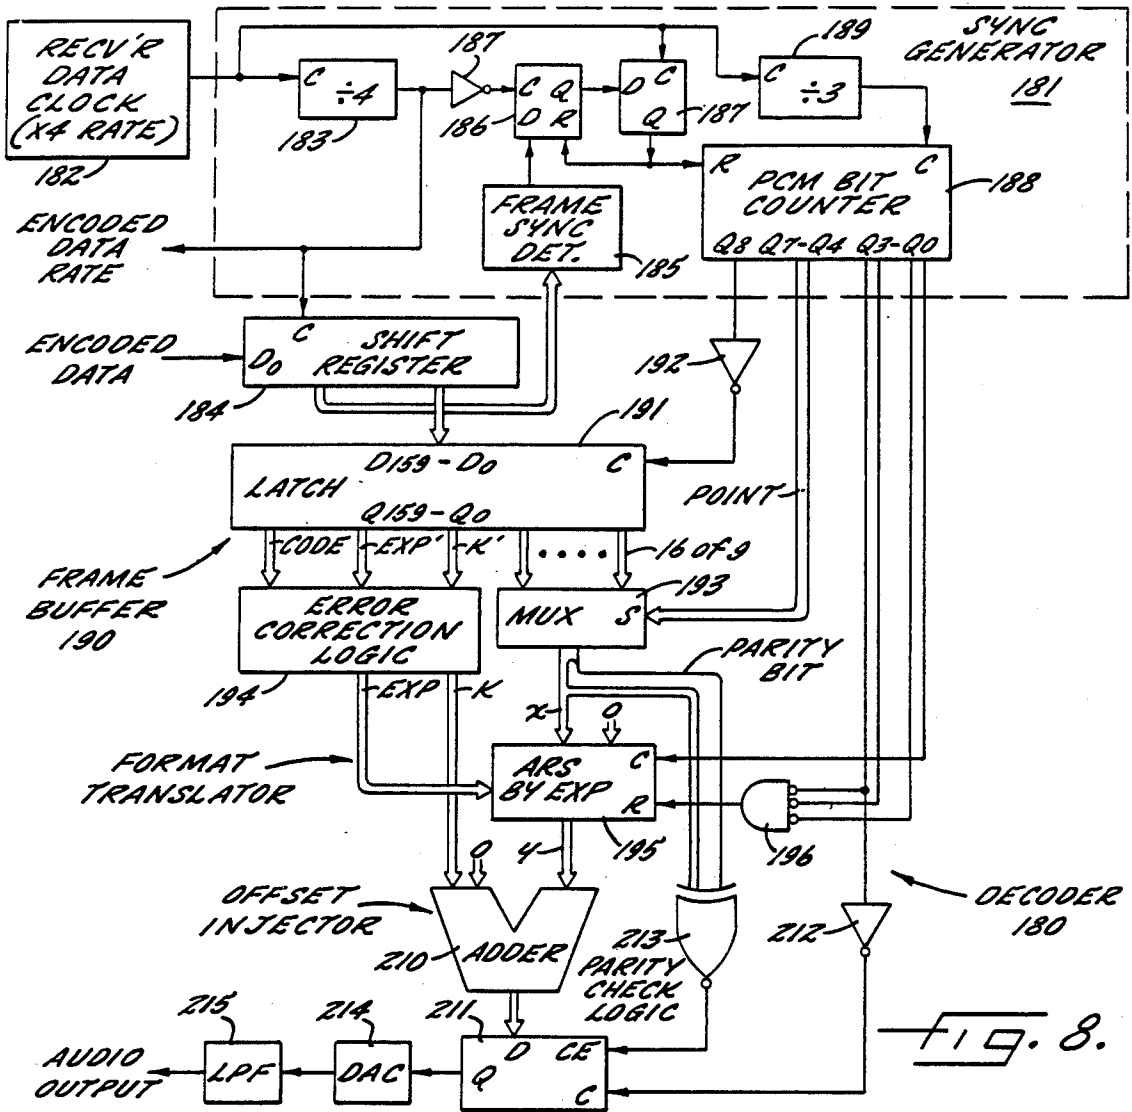 RECV'R
DATA
CLOCK
(X4 RATE)
182
C ÷4
183
187
C Q
D R
186
D C
Q
187
189
C ÷3
SYNC
GENERATOR
181
R C
PCM BIT
COUNTER
Q8 Q7-Q4 Q3-Q0
188
FRAME
SYNC
DET.
185
ENCODED
DATA
RATE
ENCODED
DATA
C
D0 SHIFT
REGISTER
184
192
191
D159-D0 C
LATCH
Q159-Q0
POINT
CODE EXP' K' 16 of 9
FRAME
BUFFER
190
ERROR
CORRECTION
LOGIC
194
193
MUX S
PARITY
BIT
EXP K
x 0
FORMAT
TRANSLATOR
ARS
BY EXP
C
R
195
196
y
0
OFFSET
INJECTOR
210
ADDER
213
PARITY
CHECK
LOGIC
212
DECODER
180
211
D CE
Q
C
214
DAC
215
LPF
AUDIO
OUTPUT
Fig. 8.